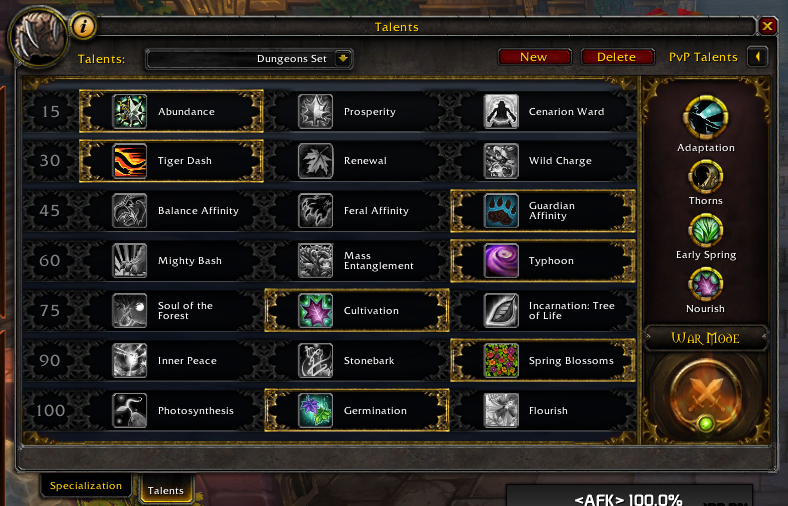 Talents
Talents:
Dungeons Set
New
Delete
PvP Talents
15
Abundance
Prosperity
Cenarion Ward
30
Tiger Dash
Renewal
Wild Charge
45
Balance Affinity
Feral Affinity
Guardian
Affinity
60
Mighty Bash
Mass
Entanglement
Typhoon
75
Soul of the
Forest
Cultivation
Incarnation: Tree
of Life
90
Inner Peace
Stonebark
Spring Blossoms
100
Photosynthesis
Germination
Flourish
Adaptation
Thorns
Early Spring
Nourish
War Mode
Specialization
Talents
<AFK> 100.0%